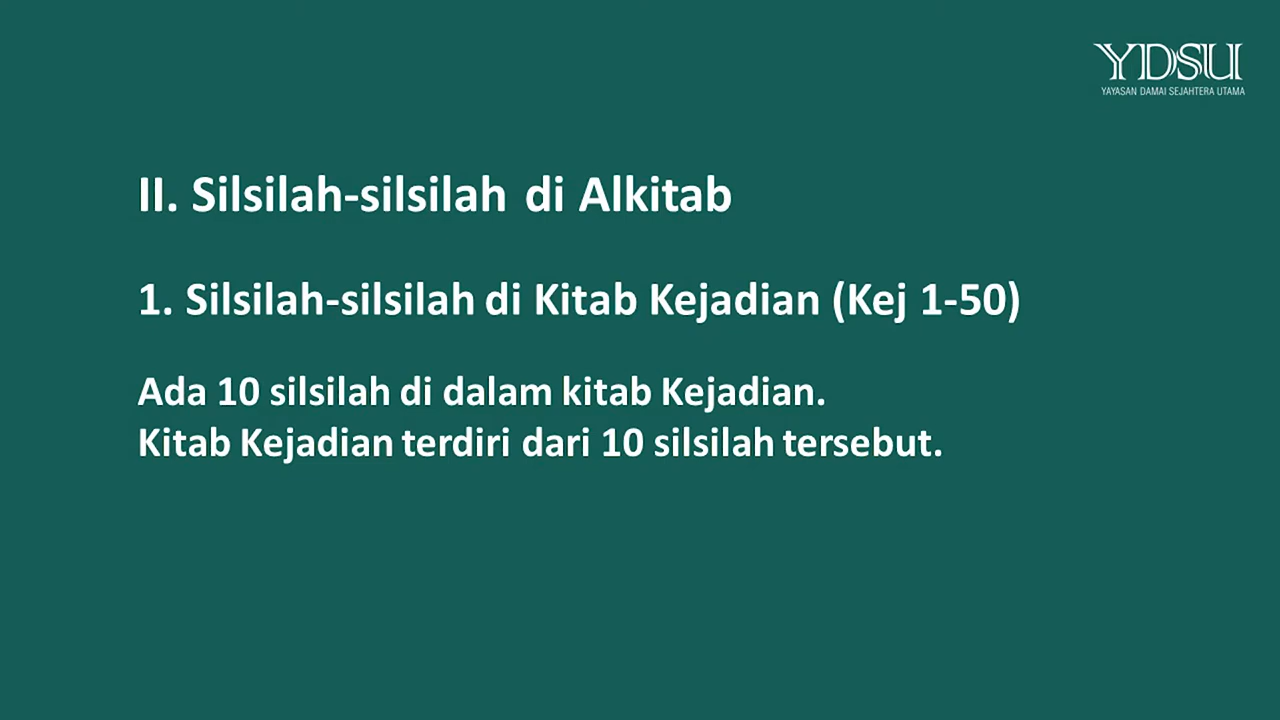 YDSU
YAYASAN DAMAI SEJAHTERA UTAMA
II. Silsilah-silsilah di Alkitab
1. Silsilah-silsilah di Kitab Kejadian (Kej 1-50)
Ada 10 silsilah di dalam kitab Kejadian.
Kitab Kejadian terdiri dari 10 silsilah tersebut.